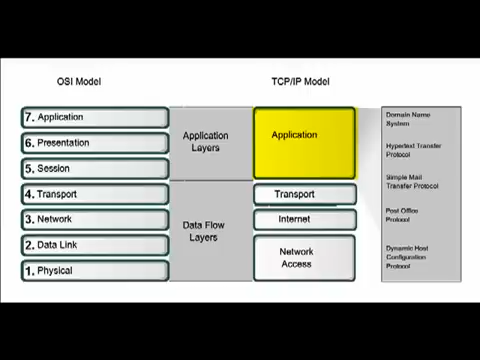 OSI Model
TCP/IP Model
7. Application
6. Presentation
5. Session
4. Transport
3. Network
2. Data Link
1. Physical
Application
Layers
Data Flow
Layers
Application
Transport
Internet
Network
Access
Domain Name
System
Hypertext Transfer
Protocol
Simple Mail
Transfer Protocol
Post Office
Protocol
Dynamic Host
Configuration
Protocol